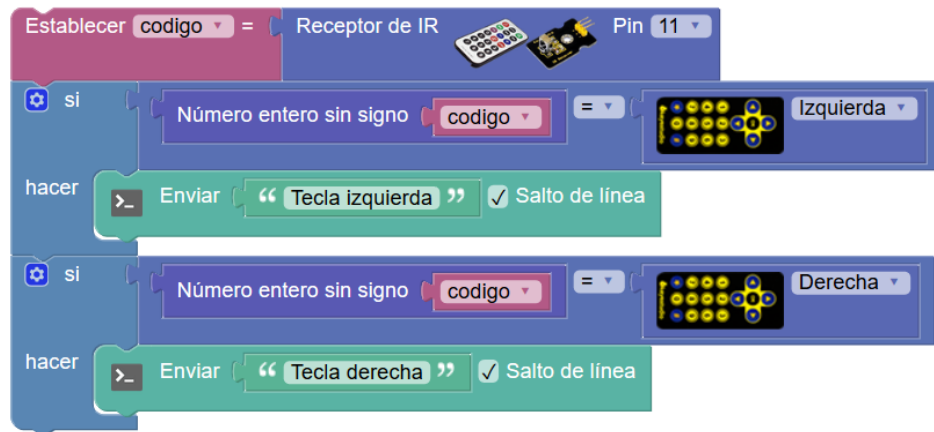 Establecer codigo = Receptor de IR Pin 11
si Número entero sin signo codigo = Izquierda
hacer Enviar “ Tecla izquierda ” Salto de línea
si Número entero sin signo codigo = Derecha
hacer Enviar “ Tecla derecha ” Salto de línea